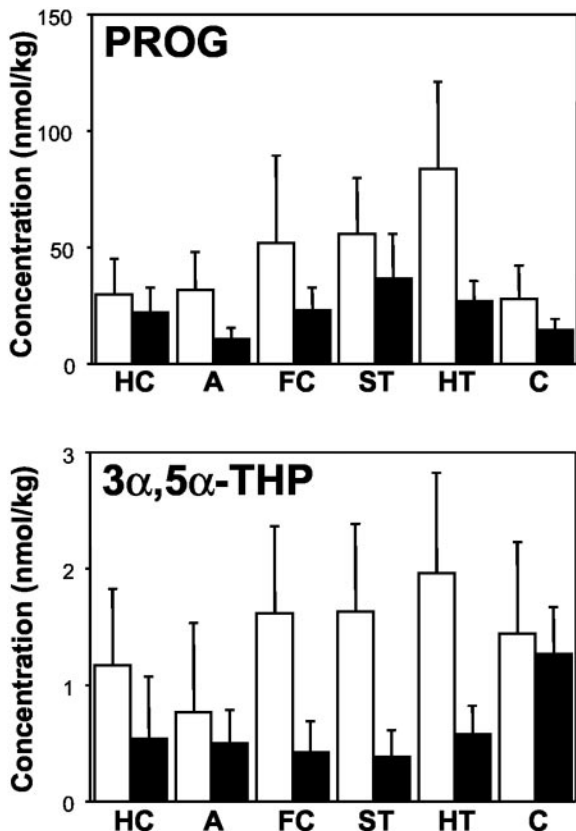 PROG
Concentration (nmol/kg)
150
100
50
0
HC A FC ST HT C
3α,5α-THP
Concentration (nmol/kg)
3
2
1
0
HC A FC ST HT C